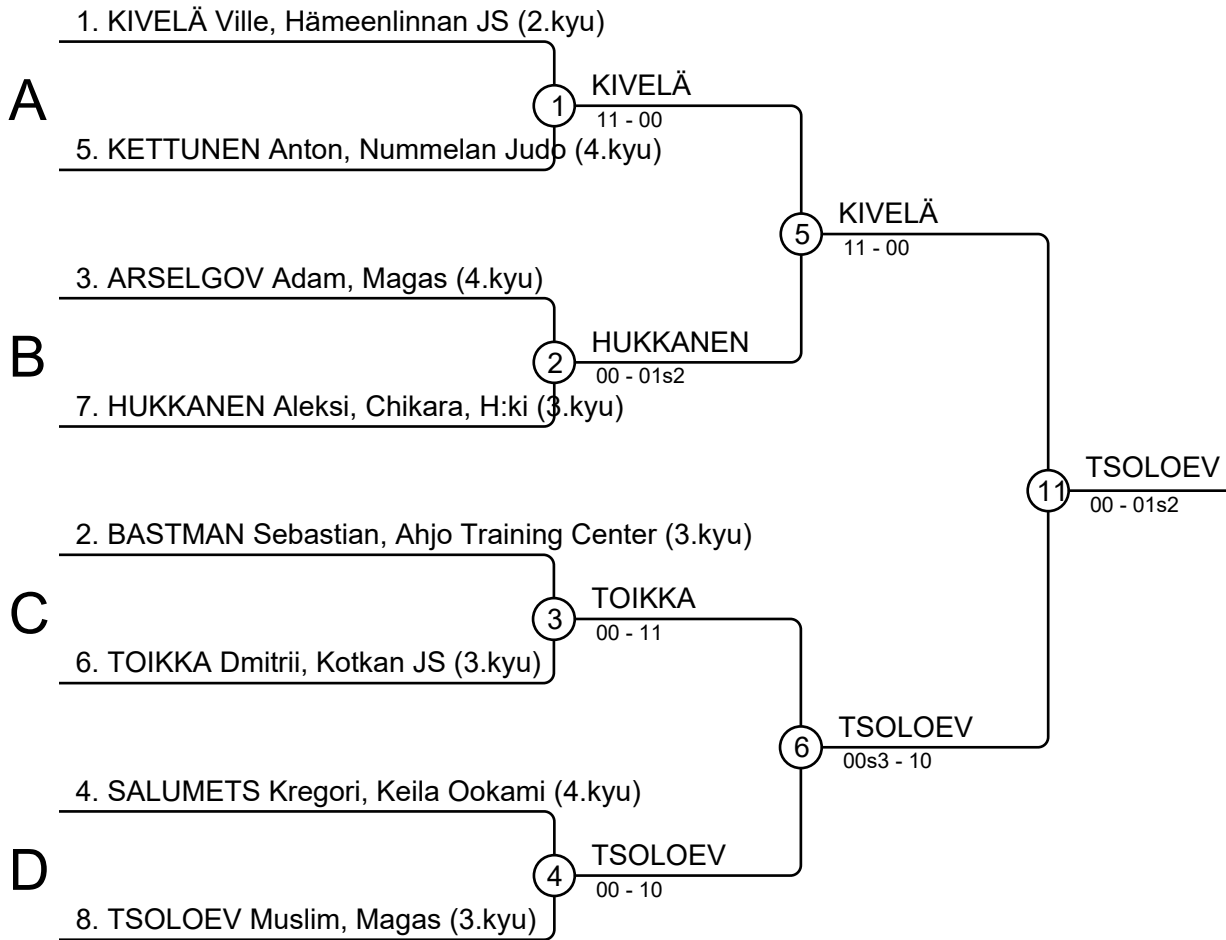 1. KIVELÄ Ville, Hämeenlinnan JS (2.kyu)
A
1
KIVELÄ
11 - 00
5. KETTUNEN Anton, Nummelan Judo (4.kyu)
5
KIVELÄ
11 - 00
3. ARSELGOV Adam, Magas (4.kyu)
B
2
HUKKANEN
00 - 01s2
7. HUKKANEN Aleksi, Chikara, H:ki (3.kyu)
11
TSOLOEV
00 - 01s2
2. BASTMAN Sebastian, Ahjo Training Center (3.kyu)
C
3
TOIKKA
00 - 11
6. TOIKKA Dmitrii, Kotkan JS (3.kyu)
6
TSOLOEV
00s3 - 10
4. SALUMETS Kregori, Keila Ookami (4.kyu)
D
4
TSOLOEV
00 - 10
8. TSOLOEV Muslim, Magas (3.kyu)